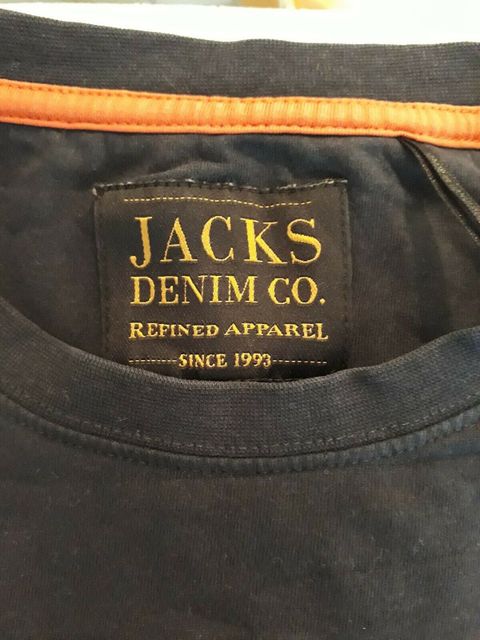 JACKS
DENIM CO.
REFINED APPAREL
SINCE 1993